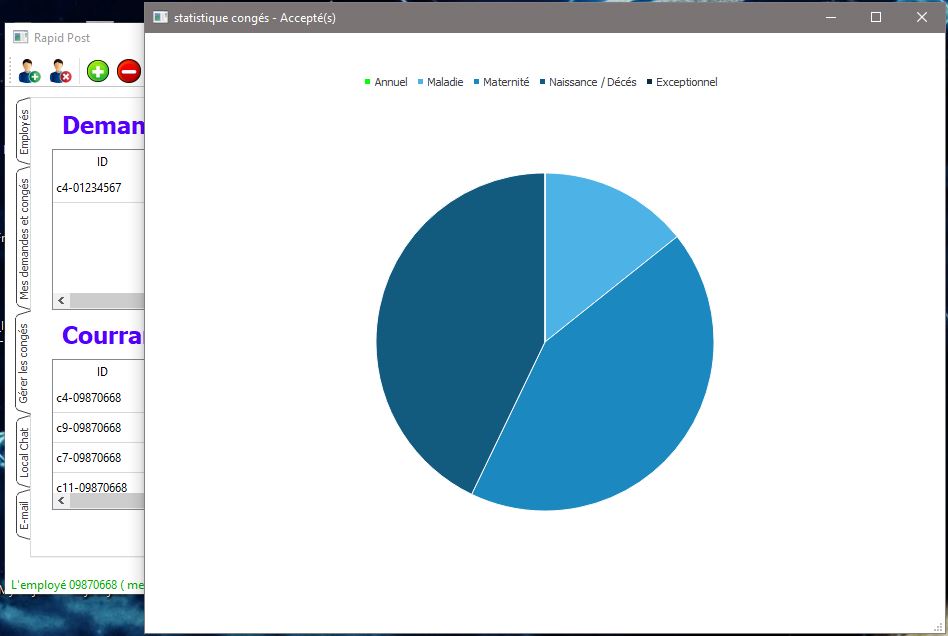 statistique congés - Accepté(s)
Rapid Post
Annuel Maladie Maternité Naissance / Décés Exceptionnel
Employés
Mes demandes et congés
Gérer les congés
Local Chat
E-mail
Deman
ID
c4-01234567
Courra
ID
c4-09870668
c9-09870668
c7-09870668
c11-09870668
L'employé 09870668 ( me